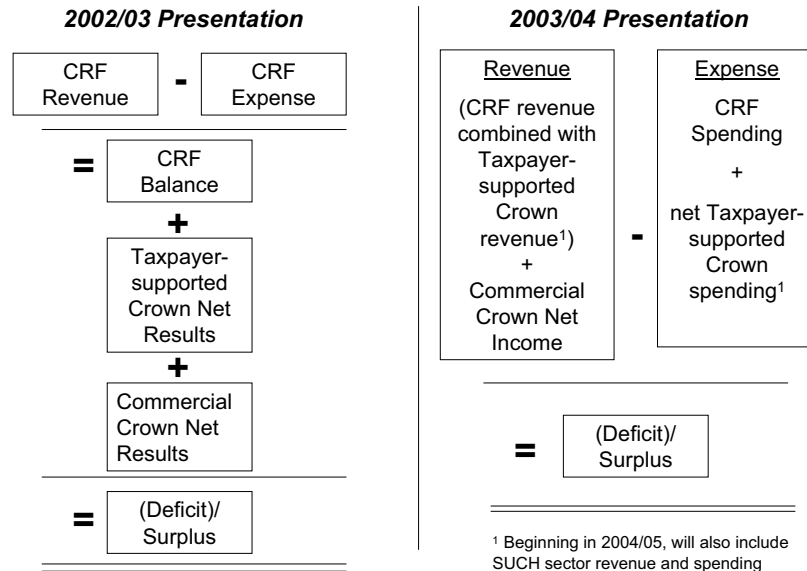 2002/03 Presentation
CRF
Revenue
-
CRF
Expense
=
CRF
Balance
+
Taxpayer-
supported
Crown Net
Results
+
Commercial
Crown Net
Results
=
(Deficit)/
Surplus
2003/04 Presentation
Revenue
(CRF revenue
combined with
Taxpayer-
supported
Crown
revenue¹)
+
Commercial
Crown Net
Income
-
Expense
CRF
Spending
+
net Taxpayer-
supported
Crown
spending¹
=
(Deficit)/
Surplus
¹ Beginning in 2004/05, will also include
SUCH sector revenue and spending